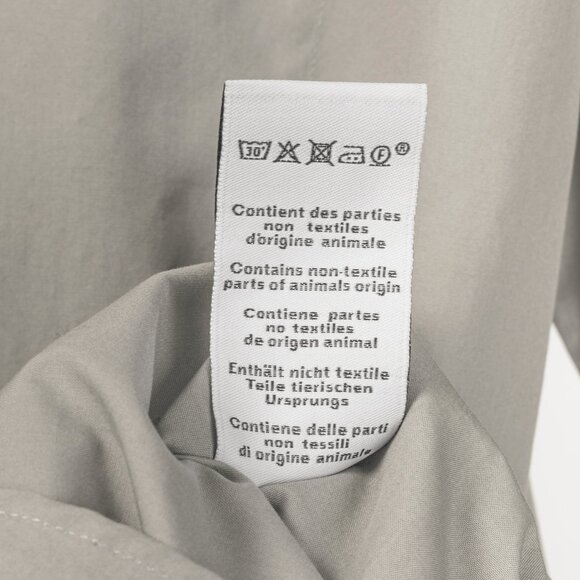 30° F ®
Contient des parties
non textiles
d'origine animale
Contains non-textile
parts of animals origin
Contiene partes
no textiles
de origen animal
Enthält nicht textile
Teile tierischen
Ursprungs
Contiene delle parti
non tessili
di origine animale